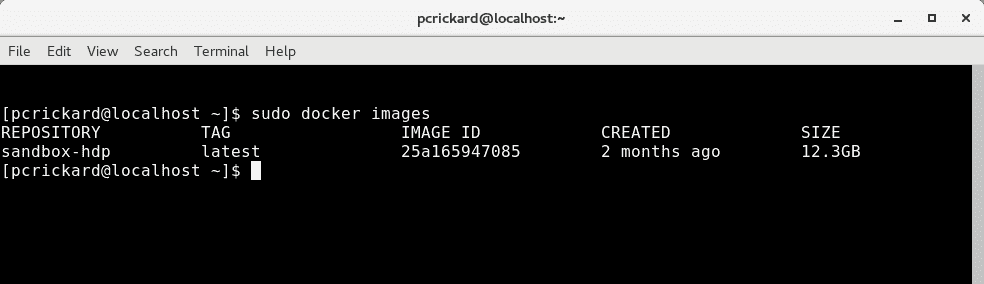 pcrickard@localhost:~
File Edit View Search Terminal Help
[pcrickard@localhost ~]$ sudo docker images
REPOSITORY TAG IMAGE ID CREATED SIZE
sandbox-hdp latest 25a165947085 2 months ago 12.3GB
[pcrickard@localhost ~]$